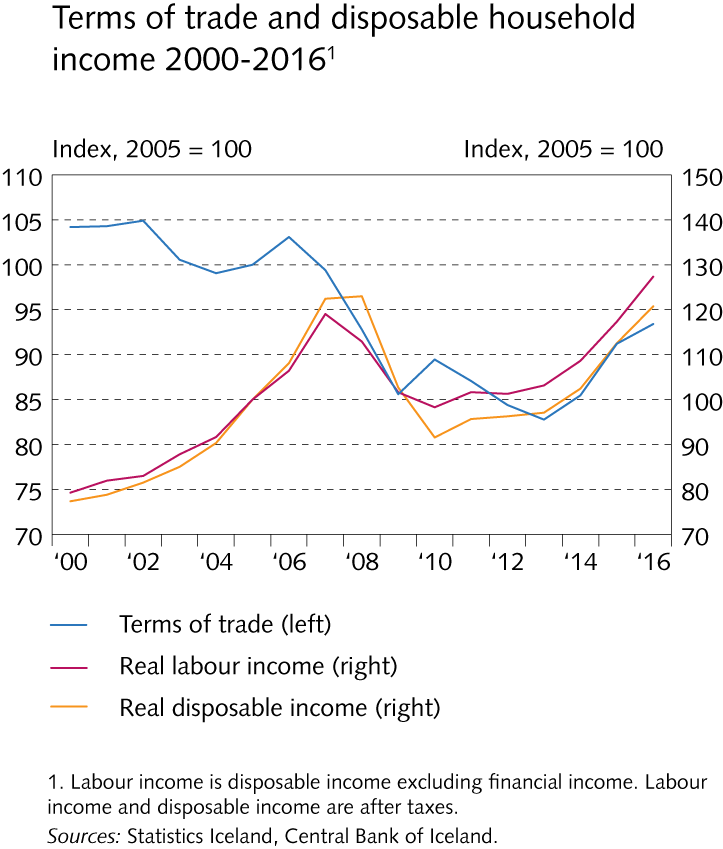 Terms of trade and disposable household
income 2000-2016¹
Index, 2005 = 100
Index, 2005 = 100
110
105
100
95
90
85
80
75
70
150
140
130
120
110
100
90
80
70
‘00 ‘02 ‘04 ‘06 ‘08 ‘10 ‘12 ‘14 ‘16
Terms of trade (left)
Real labour income (right)
Real disposable income (right)
1. Labour income is disposable income excluding financial income. Labour
income and disposable income are after taxes.
Sources: Statistics Iceland, Central Bank of Iceland.